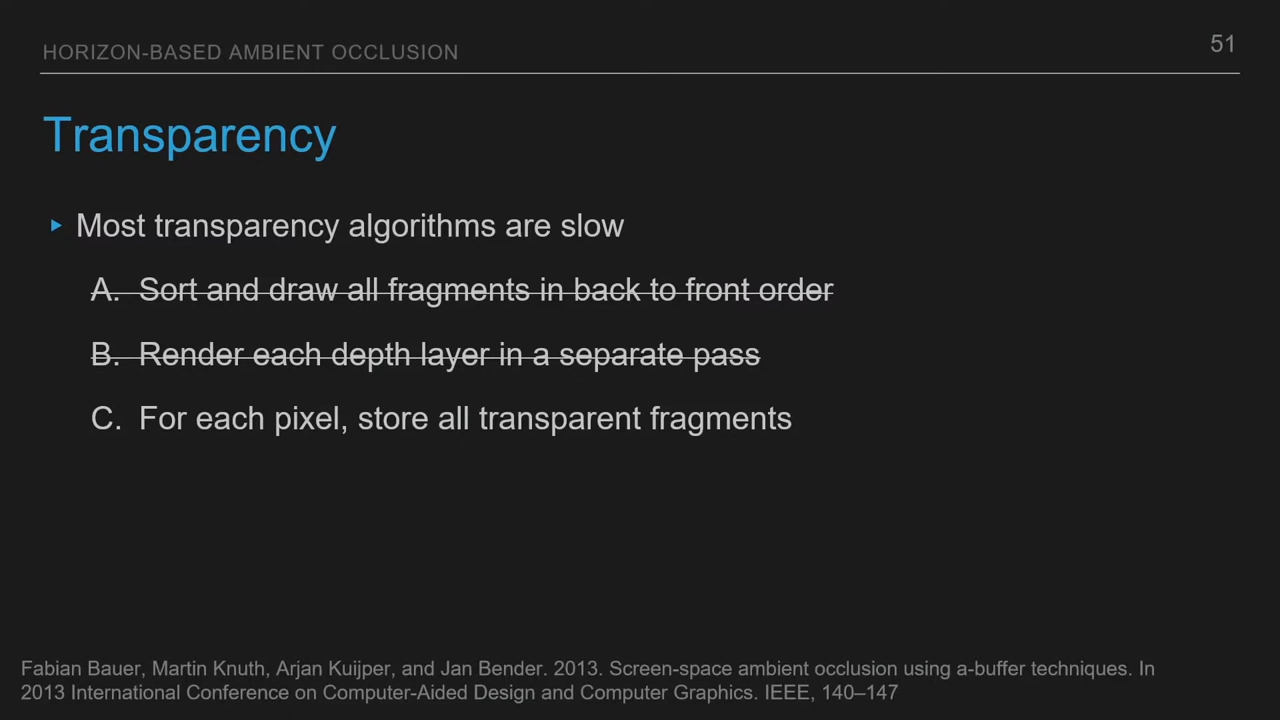 HORIZON-BASED AMBIENT OCCLUSION
51
Transparency
Most transparency algorithms are slow
A. Sort and draw all fragments in back to front order
B. Render each depth layer in a separate pass
C. For each pixel, store all transparent fragments
Fabian Bauer, Martin Knuth, Arjan Kuijper, and Jan Bender. 2013. Screen-space ambient occlusion using a-buffer techniques. In
2013 International Conference on Computer-Aided Design and Computer Graphics. IEEE, 140–147